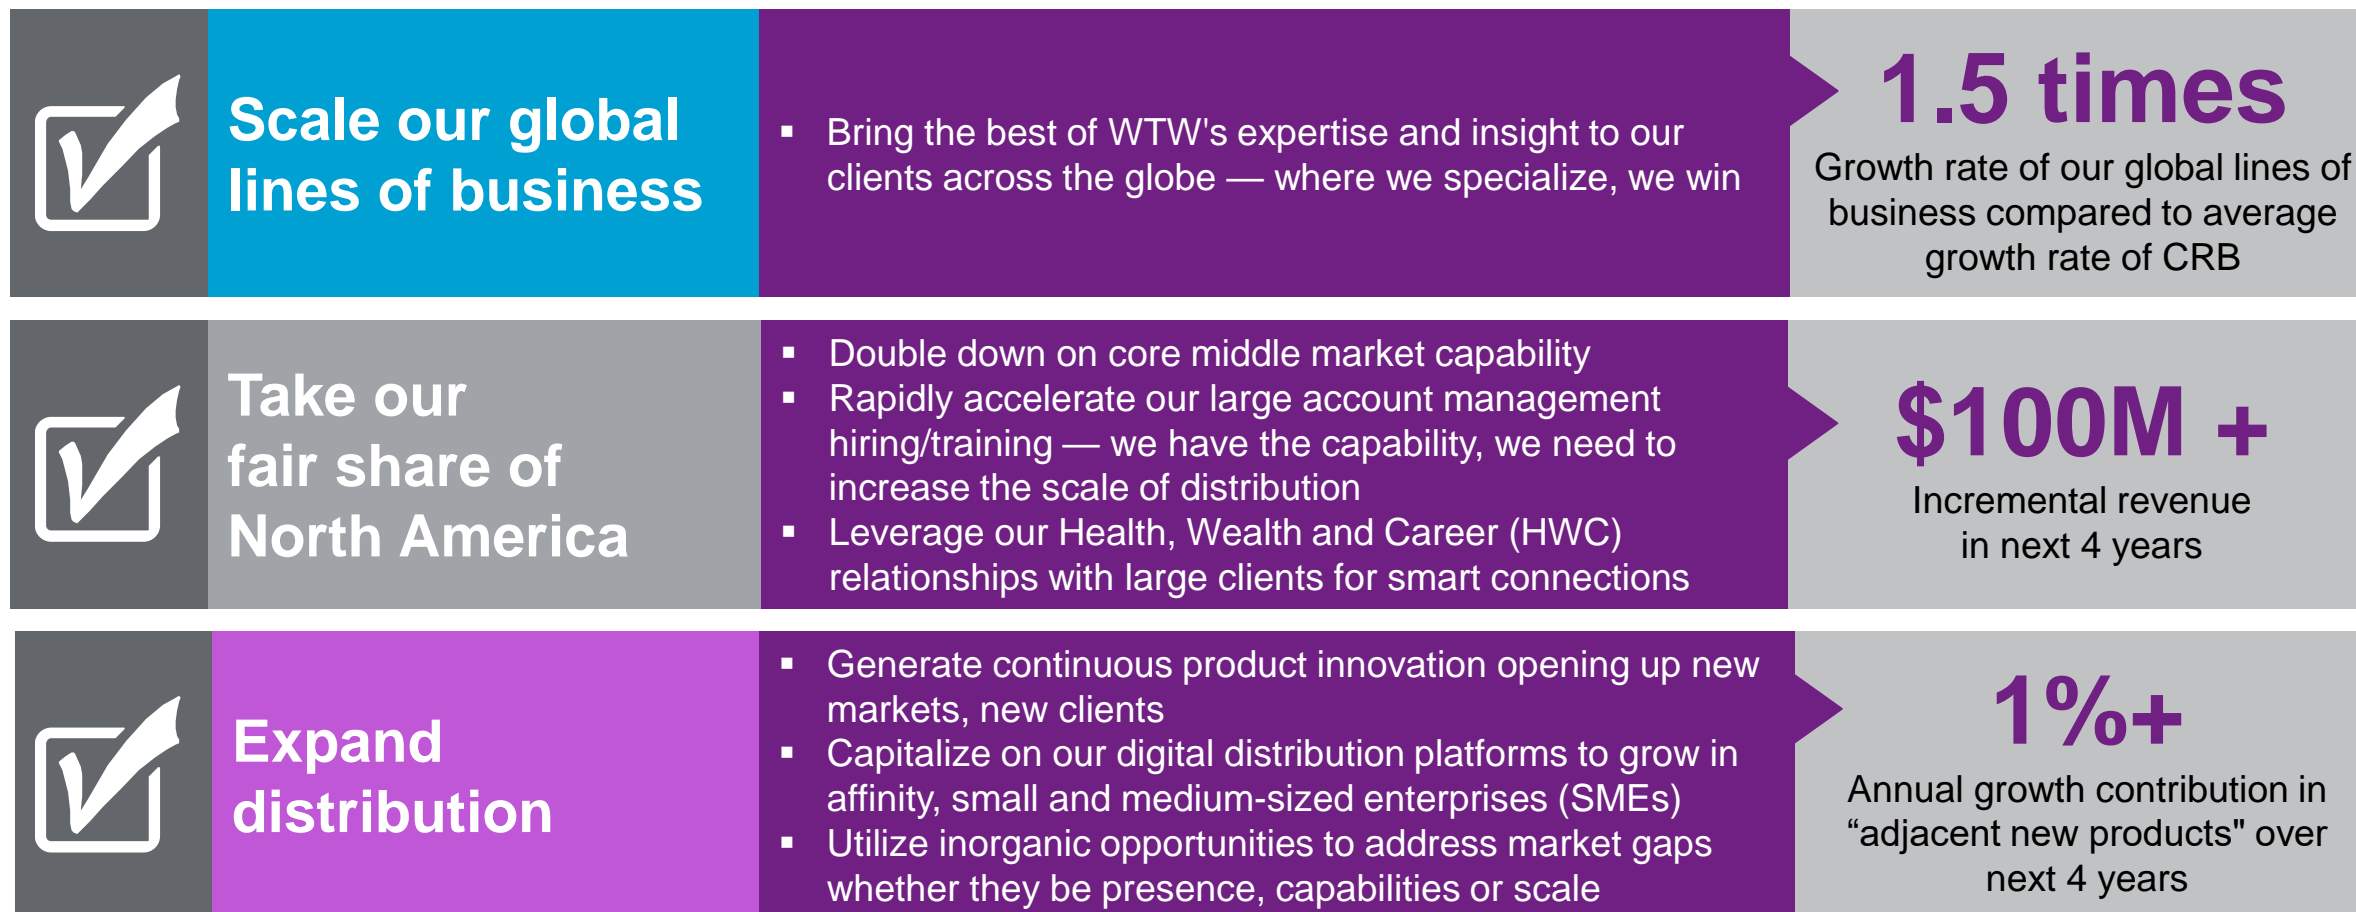 Scale our global
lines of business
▪ Bring the best of WTW's expertise and insight to our
clients across the globe — where we specialize, we win
1.5 times
Growth rate of our global lines of
business compared to average
growth rate of CRB
Take our
fair share of
North America
▪ Double down on core middle market capability
▪ Rapidly accelerate our large account management
hiring/training — we have the capability, we need to
increase the scale of distribution
▪ Leverage our Health, Wealth and Career (HWC)
relationships with large clients for smart connections
$100M +
Incremental revenue
in next 4 years
Expand
distribution
▪ Generate continuous product innovation opening up new
markets, new clients
▪ Capitalize on our digital distribution platforms to grow in
affinity, small and medium-sized enterprises (SMEs)
▪ Utilize inorganic opportunities to address market gaps
whether they be presence, capabilities or scale
1%+
Annual growth contribution in
“adjacent new products" over
next 4 years